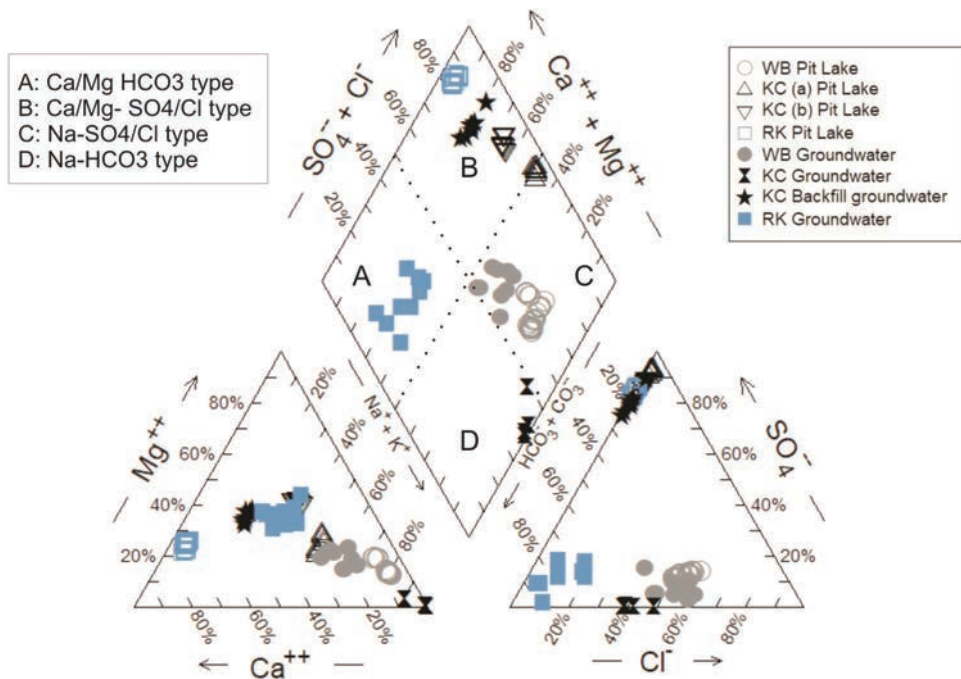 A: Ca/Mg HCO3 type
B: Ca/Mg- SO4/Cl type
C: Na-SO4/Cl type
D: Na-HCO3 type
WB Pit Lake
KC (a) Pit Lake
KC (b) Pit Lake
RK Pit Lake
WB Groundwater
KC Groundwater
KC Backfill groundwater
RK Groundwater
SO4-- + Cl-
80%
60%
40%
20%
Ca++ + Mg++
80%
60%
40%
20%
A
B
C
D
Mg++
80%
60%
40%
20%
Na+ + K+
20%
40%
60%
80%
HCO3- + CO3--
20%
40%
60%
80%
SO4--
80%
60%
40%
20%
80%
60%
40%
20%
Ca++
20%
40%
60%
80%
Cl-